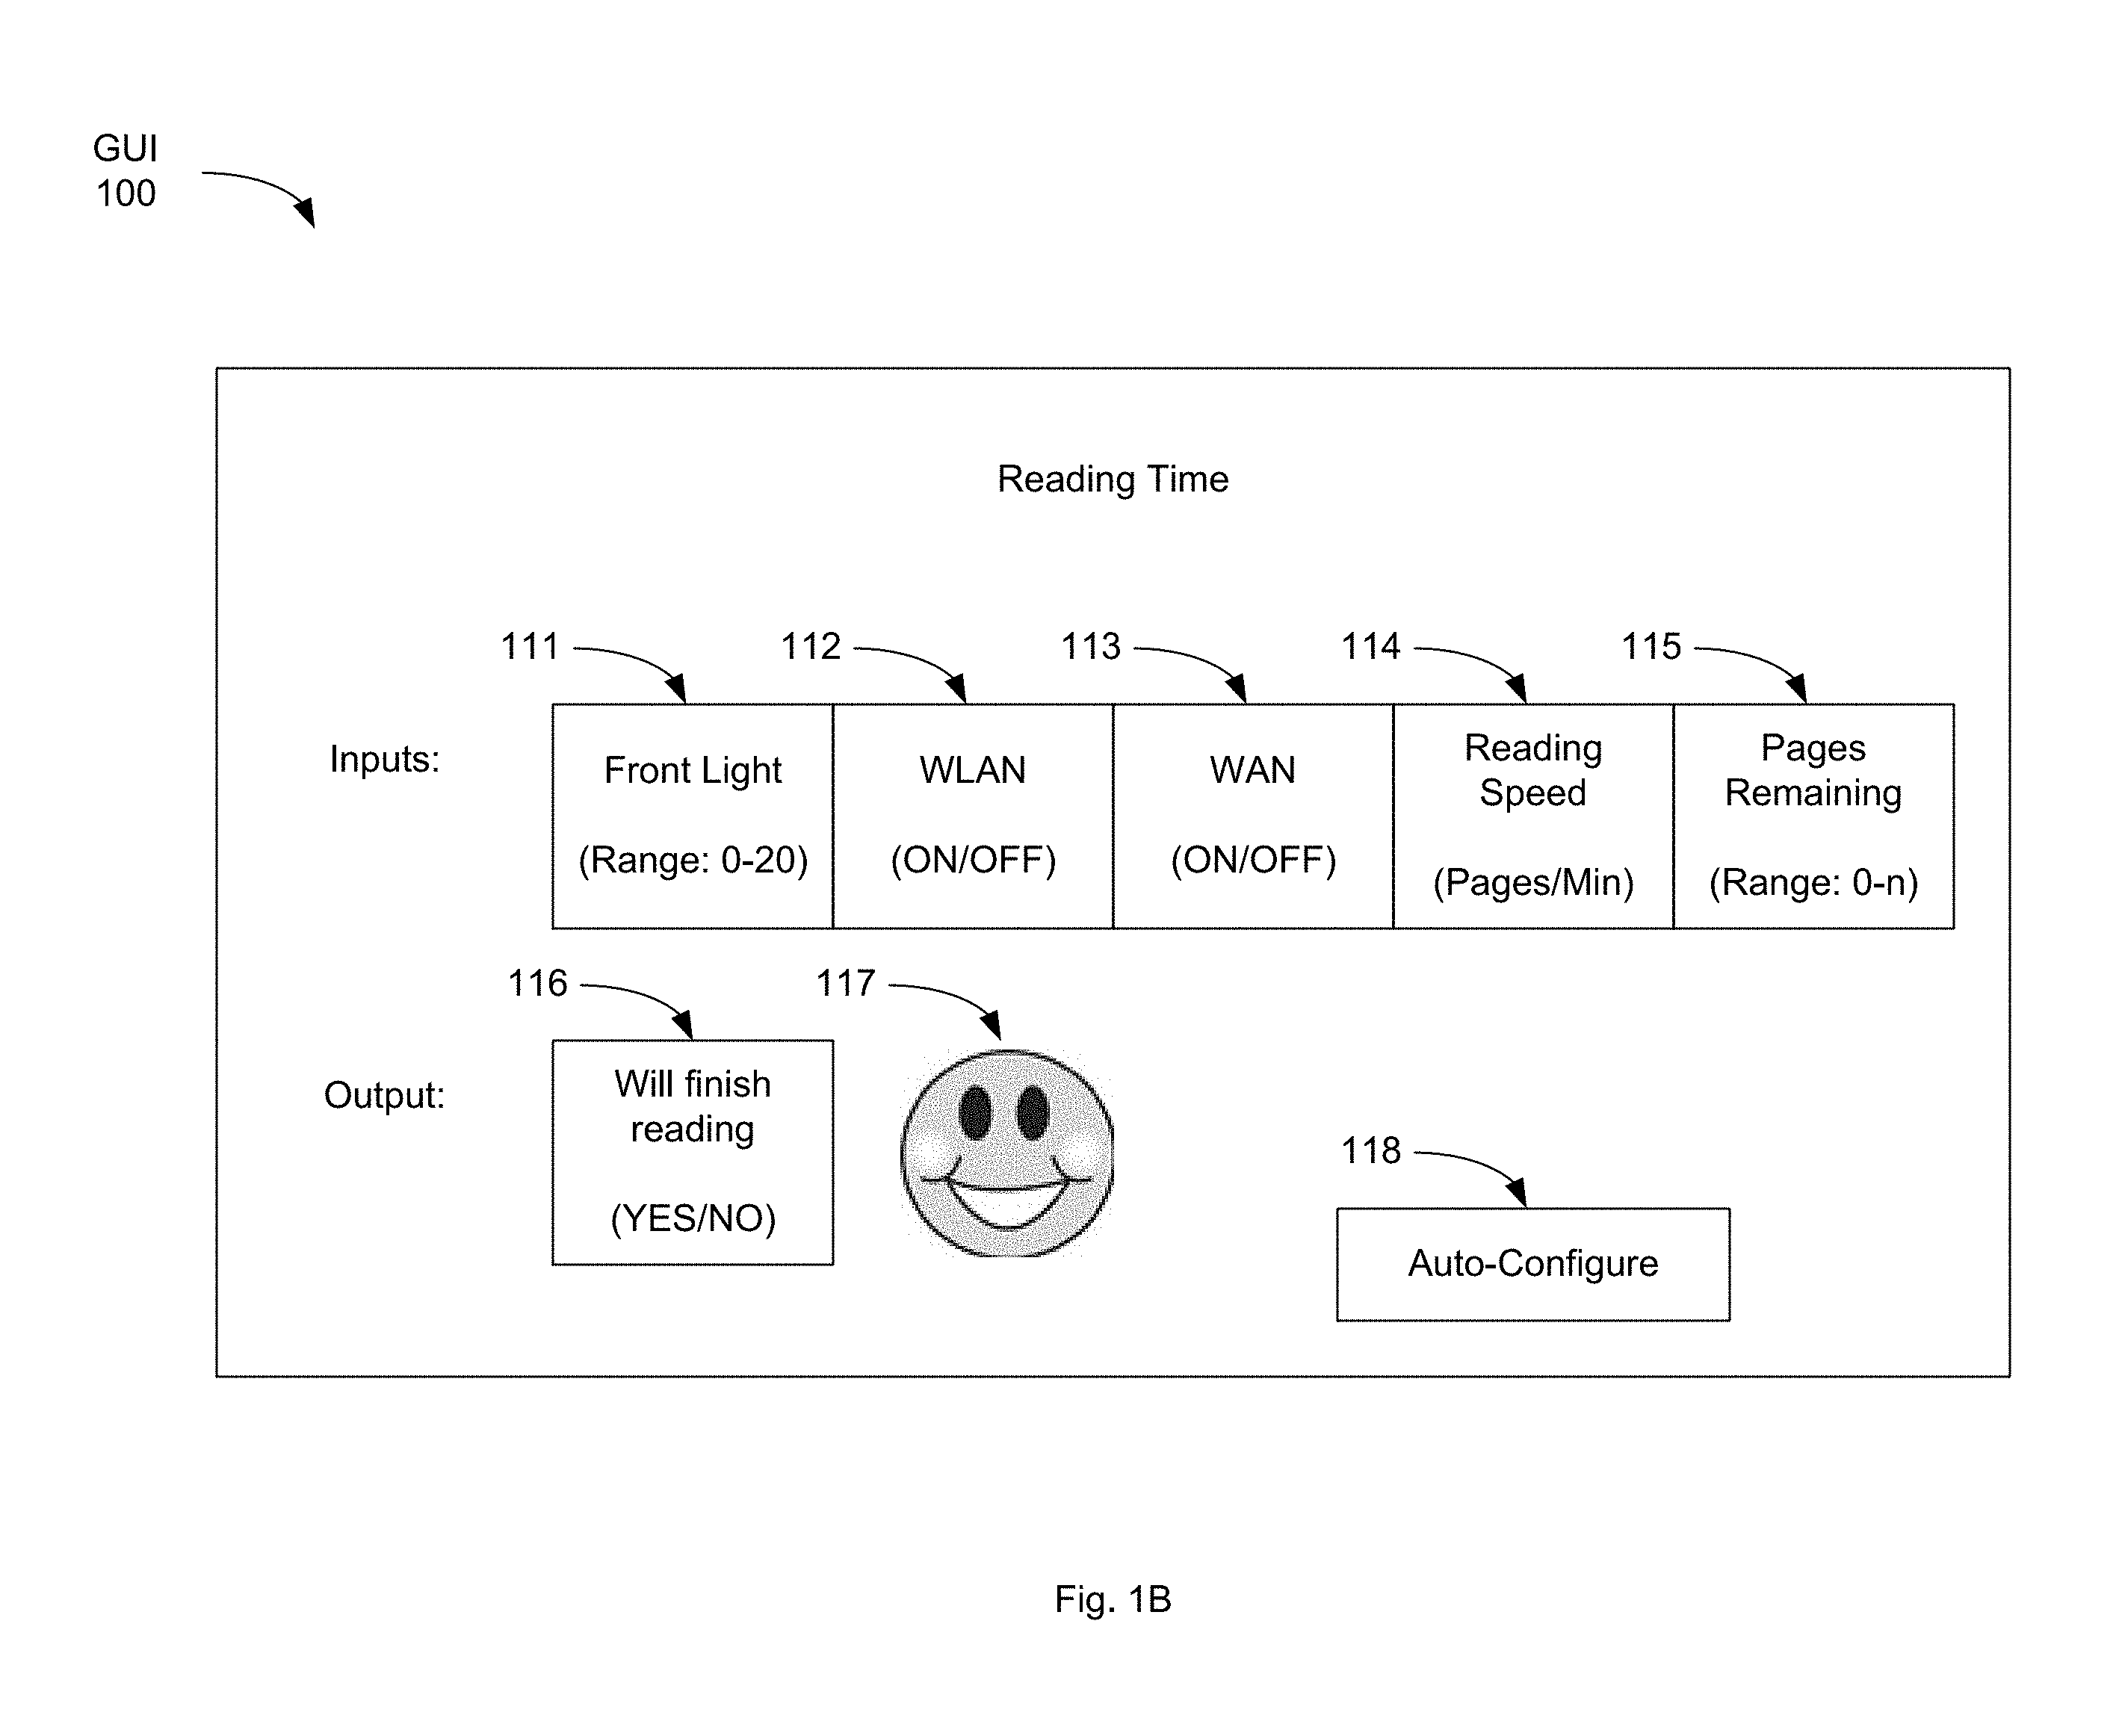 GUI
100
Reading Time
111
112
113
114
115
Inputs:
Front Light
(Range: 0-20)
WLAN
(ON/OFF)
WAN
(ON/OFF)
Reading
Speed
(Pages/Min)
Pages
Remaining
(Range: 0-n)
116
117
Output:
Will finish
reading
(YES/NO)
118
Auto-Configure
Fig. 1B